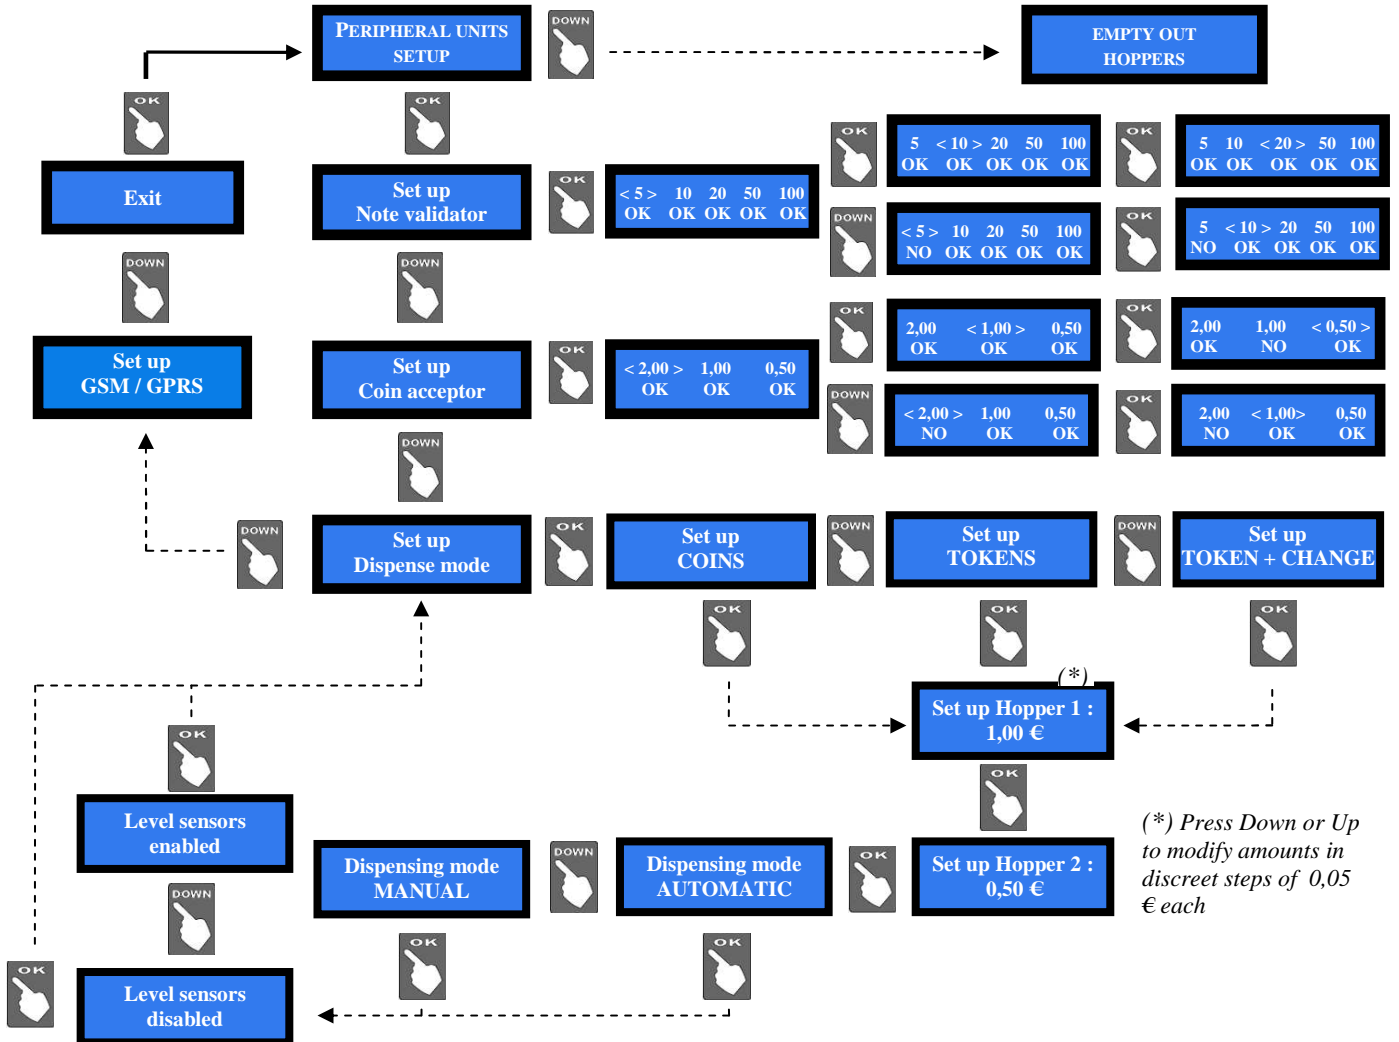 PERIPHERAL UNITS
SETUP
DOWN
EMPTY OUT
HOPPERS
OK
OK
OK
5 < 10 > 20 50 100
OK OK OK OK OK
OK
5 10 < 20 > 50 100
OK OK OK OK OK
Exit
Set up
Note validator
OK
< 5 > 10 20 50 100
OK OK OK OK OK
DOWN
< 5 > 10 20 50 100
NO OK OK OK OK
OK
5 < 10 > 20 50 100
NO OK OK OK OK
DOWN
DOWN
OK
2,00 < 1,00 > 0,50
OK OK OK
OK
2,00 1,00 < 0,50 >
OK NO OK
Set up
GSM / GPRS
Set up
Coin acceptor
OK
< 2,00 > 1,00 0,50
OK OK OK
DOWN
< 2,00 > 1,00 0,50
NO OK OK
OK
2,00 < 1,00> 0,50
NO OK OK
DOWN
DOWN
Set up
Dispense mode
OK
Set up
COINS
DOWN
Set up
TOKENS
DOWN
Set up
TOKEN + CHANGE
OK
OK
OK
(*)
Set up Hopper 1 :
1,00 €
OK
OK
Level sensors
enabled
DOWN
Dispensing mode
MANUAL
DOWN
Dispensing mode
AUTOMATIC
OK
Set up Hopper 2 :
0,50 €
(*) Press Down or Up
to modify amounts in
discreet steps of 0,05
€ each
OK
OK
OK
Level sensors
disabled